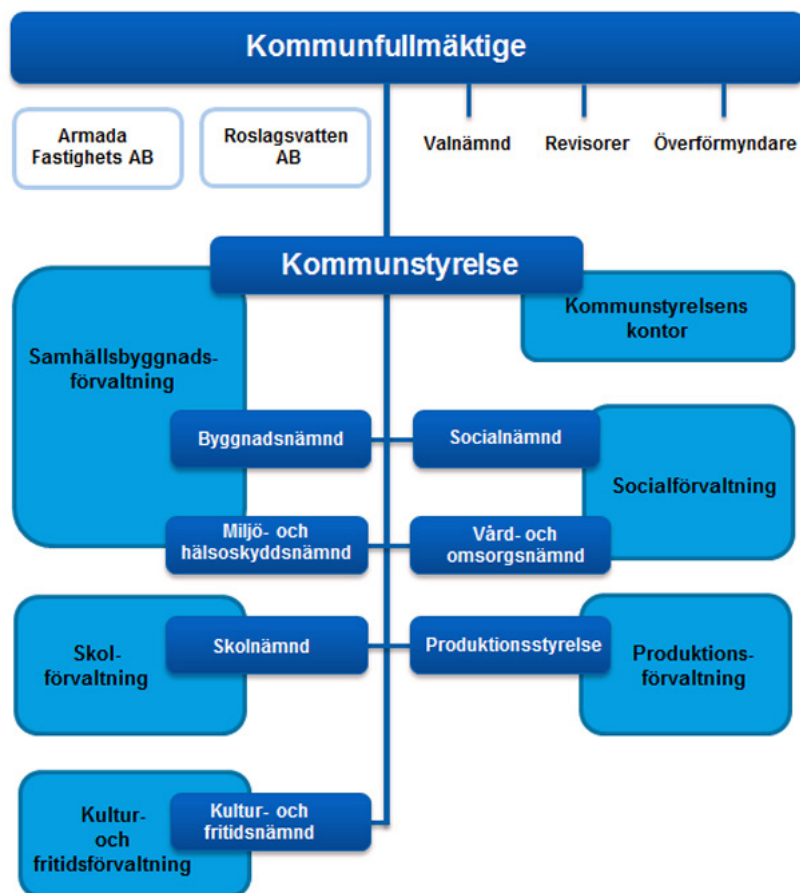 Kommunfullmäktige
Armada
Fastighets AB
Roslagsvatten
AB
Valnämnd
Revisorer
Överförmyndare
Kommunstyrelse
Kommunstyrelsens
kontor
Samhällsbyggnads-
förvaltning
Byggnadsnämnd
Socialnämnd
Socialförvaltning
Miljö- och
hälsoskyddsnämnd
Vård- och
omsorgsnämnd
Skol-
förvaltning
Skolnämnd
Produktionsstyrelse
Produktions-
förvaltning
Kultur-
och
fritidsförvaltning
Kultur- och
fritidsnämnd